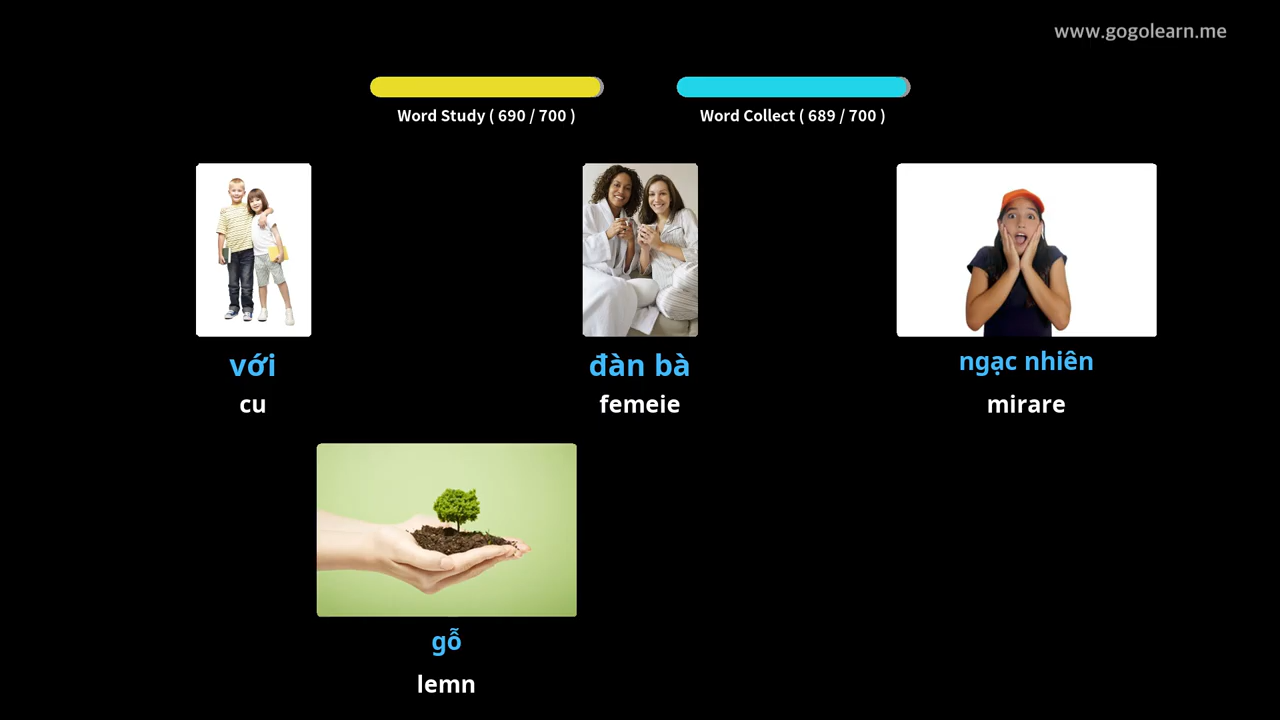 www.gogolearn.me
Word Study ( 690 / 700 )
Word Collect ( 689 / 700 )
với
đàn bà
ngạc nhiên
cu
femeie
mirare
gỗ
lemn